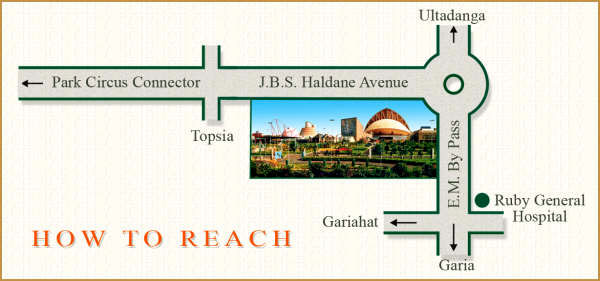 Ultadanga
Park Circus Connector
J.B.S. Haldane Avenue
Topsia
E.M. By Pass
Ruby General
Hospital
Gariahat
HOW TO REACH
Garia